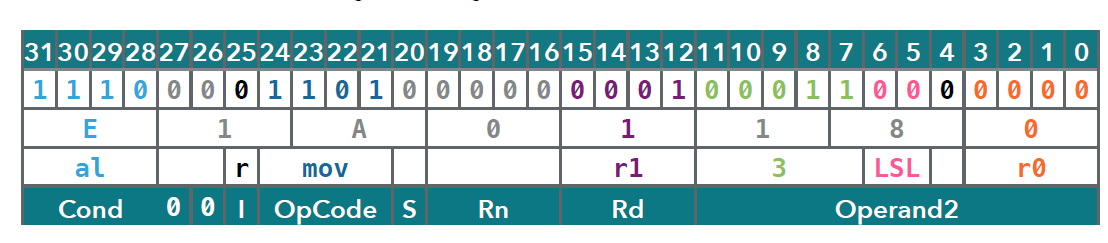 31 30 29 28 27 26 25 24 23 22 21 20 19 18 17 16 15 14 13 12 11 10 9 8 7 6 5 4 3 2 1 0
1 1 1 0 0 0 0 1 1 0 1 0 0 0 0 0 0 0 0 1 0 0 0 1 1 0 0 0 0 0 0 0
E 1 A 0 1 1 8 0
al r mov r1 3 LSL r0
Cond 0 0 I OpCode S Rn Rd Operand2